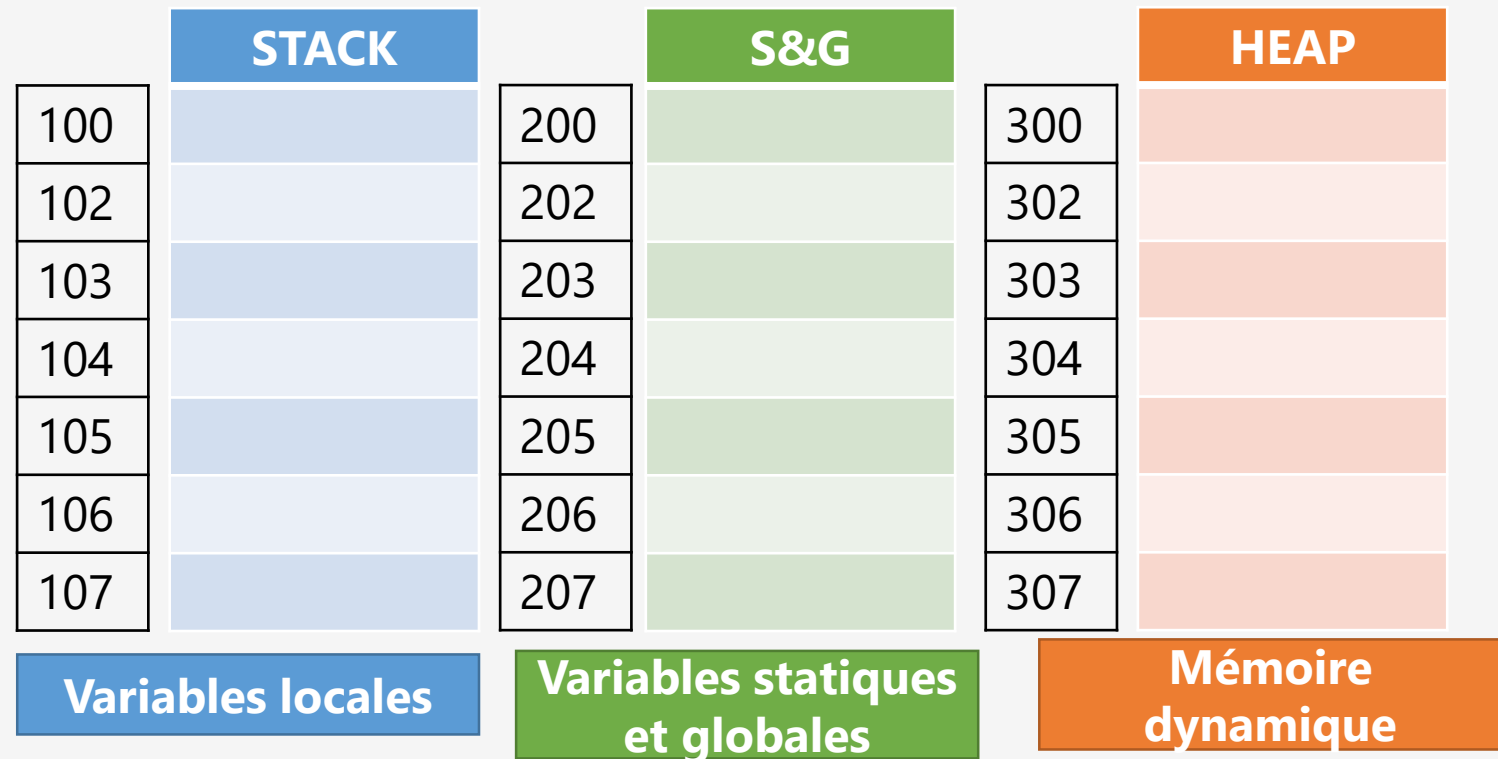 STACK S&G HEAP
100 200 300
102 202 302
103 203 303
104 204 304
105 205 305
106 206 306
107 207 307
Variables locales
Variables statiques
et globales
Mémoire
dynamique